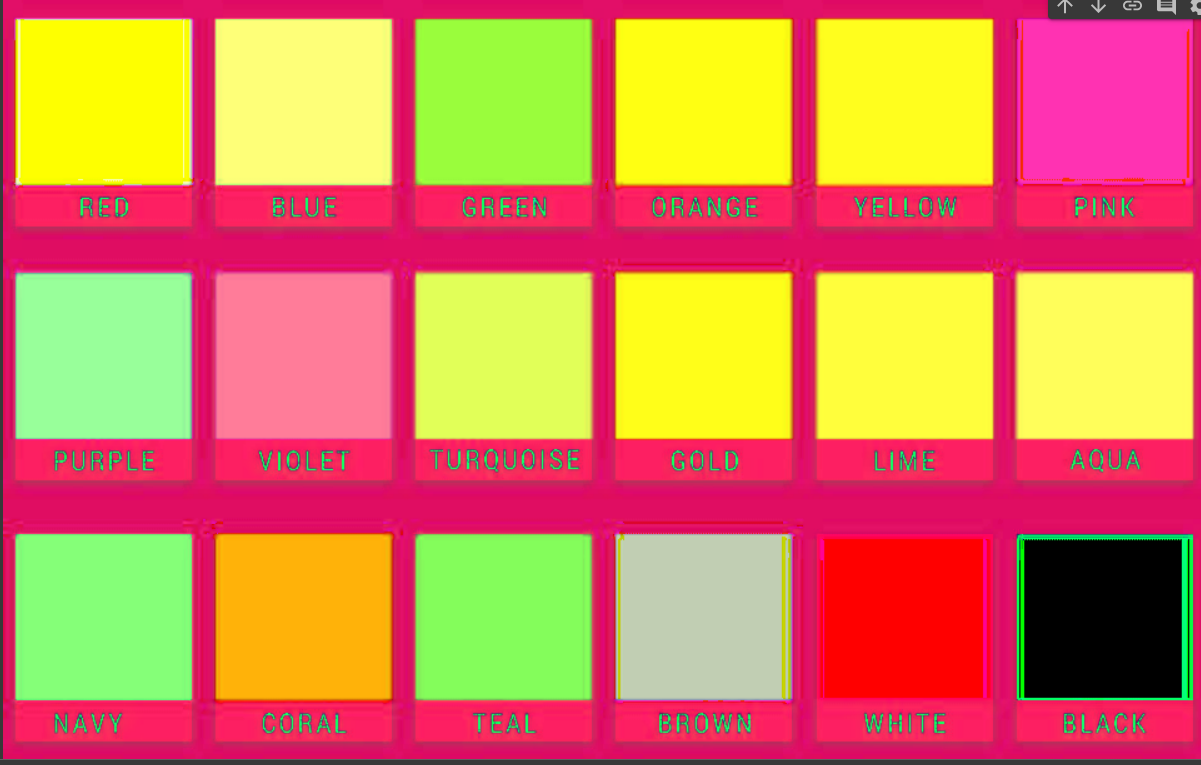 RED BLUE GREEN ORANGE YELLOW PINK
PURPLE VIOLET TURQUOISE GOLD LIME AQUA
NAVY CORAL TEAL BROWN WHITE BLACK